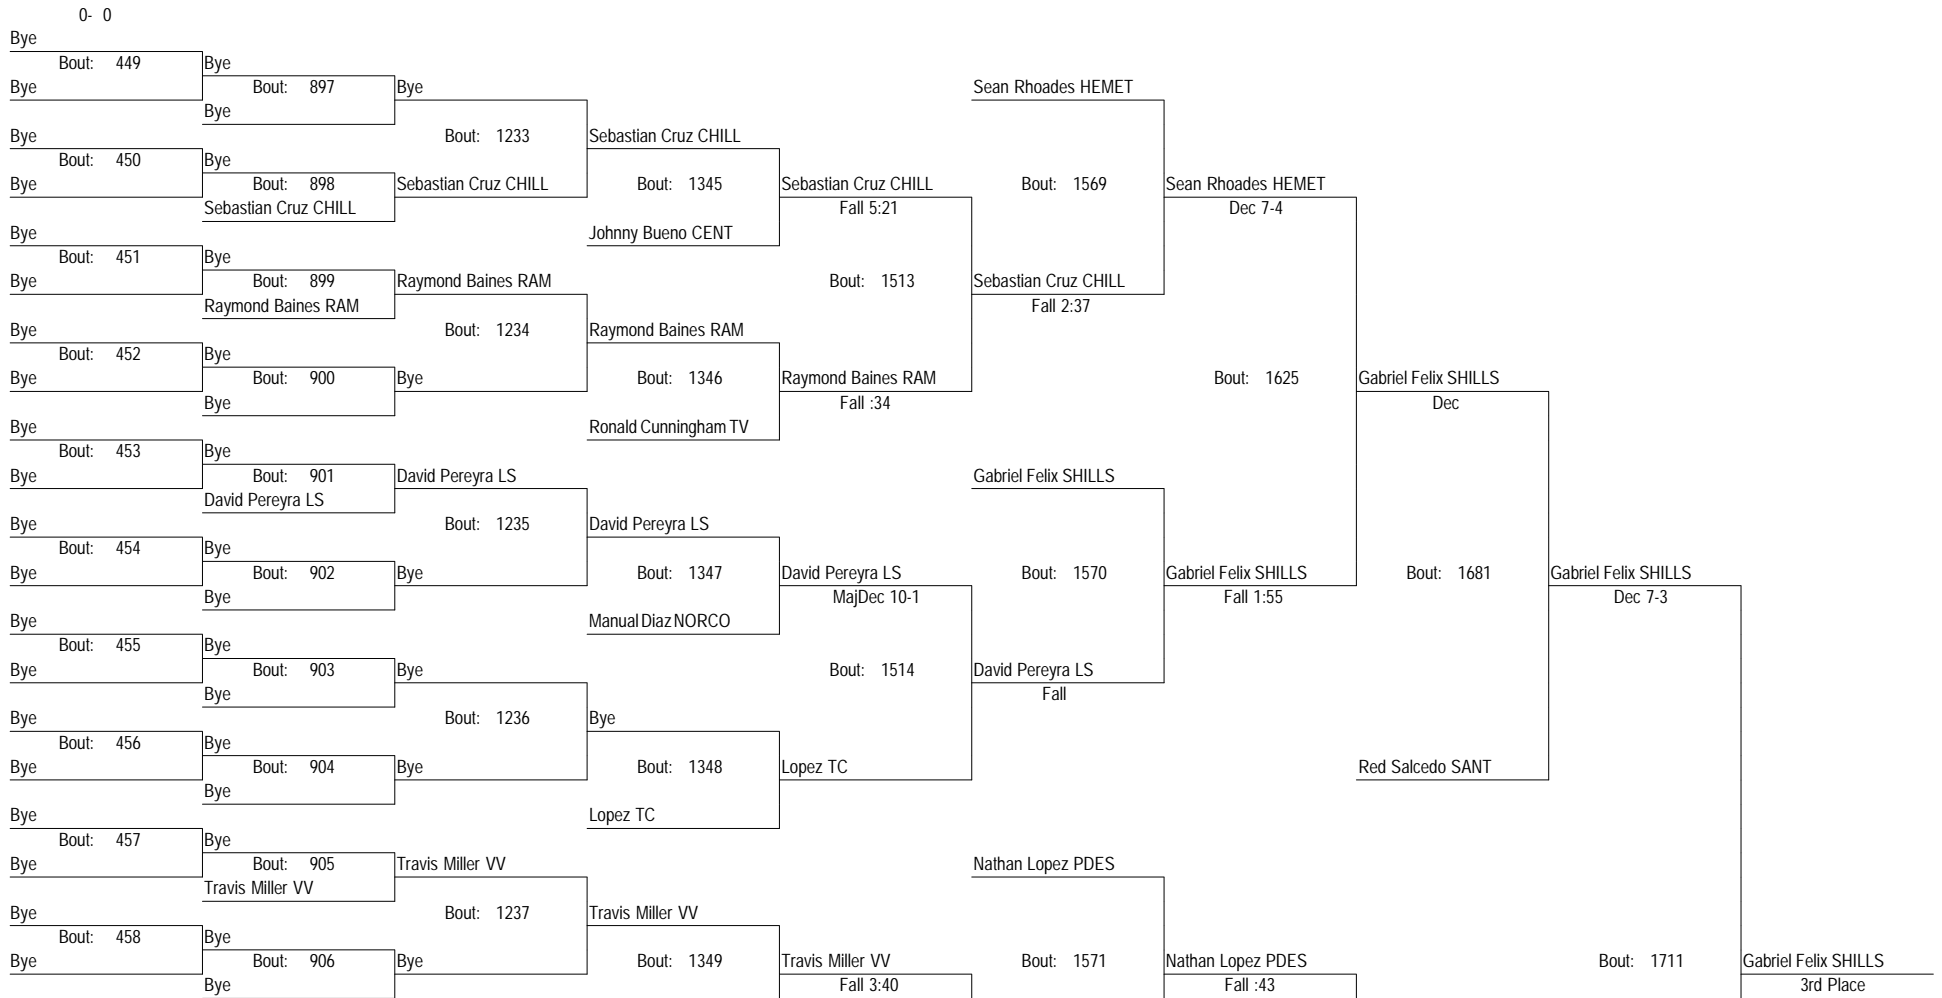 0- 0
Bye
Bout: 449 Bye
Bye Bout: 897 Bye Sean Rhoades HEMET
Bye
Bye Bout: 1233 Sebastian Cruz CHILL
Bout: 450 Bye
Bye Bout: 898 Sebastian Cruz CHILL Bout: 1345 Sebastian Cruz CHILL Bout: 1569 Sean Rhoades HEMET
Sebastian Cruz CHILL Fall 5:21 Dec 7-4
Bye Johnny Bueno CENT
Bout: 451 Bye
Bye Bout: 899 Raymond Baines RAM Bout: 1513 Sebastian Cruz CHILL
Raymond Baines RAM Fall 2:37
Bye Bout: 1234 Raymond Baines RAM
Bout: 452 Bye
Bye Bout: 900 Bye Bout: 1346 Raymond Baines RAM Bout: 1625 Gabriel Felix SHILLS
Bye Fall :34 Dec
Bye Ronald Cunningham TV
Bout: 453 Bye
Bye Bout: 901 David Pereyra LS Gabriel Felix SHILLS
David Pereyra LS
Bye Bout: 1235 David Pereyra LS
Bout: 454 Bye
Bye Bout: 902 Bye Bout: 1347 David Pereyra LS Bout: 1570 Gabriel Felix SHILLS Bout: 1681 Gabriel Felix SHILLS
Bye MajDec 10-1 Fall 1:55 Dec 7-3
Bye Manual Diaz NORCO
Bout: 455 Bye
Bye Bout: 903 Bye Bout: 1514 David Pereyra LS
Bye Fall
Bye Bout: 1236 Bye
Bout: 456 Bye
Bye Bout: 904 Bye Bout: 1348 Lopez TC Red Salcedo SANT
Bye
Bye Lopez TC
Bout: 457 Bye
Bye Bout: 905 Travis Miller VV Nathan Lopez PDES
Travis Miller VV
Bye Bout: 1237 Travis Miller VV
Bout: 458 Bye
Bye Bout: 906 Bye Bout: 1349 Travis Miller VV Bout: 1571 Nathan Lopez PDES Bout: 1711 Gabriel Felix SHILLS
Bye Fall 3:40 Fall :43 3rd Place